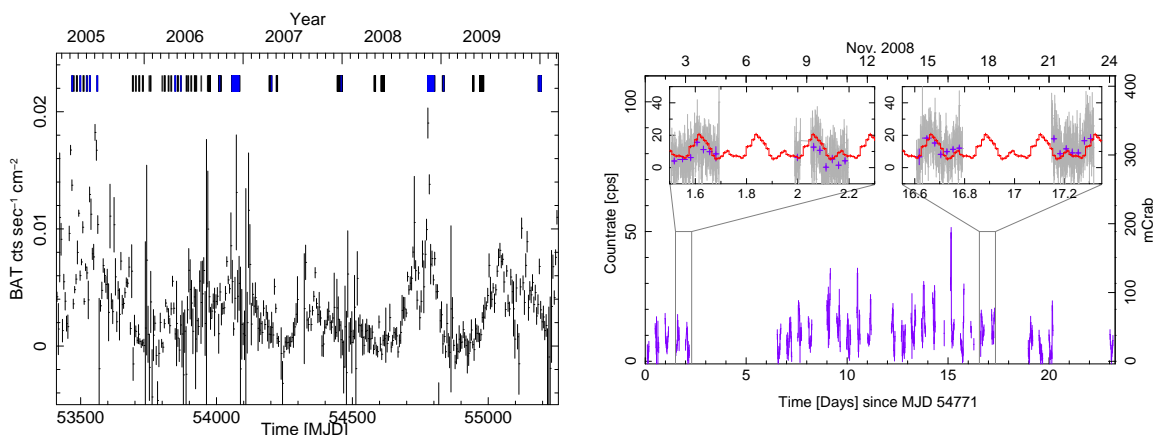 Year
2005 2006 2007 2008 2009
BAT cts sec⁻¹ cm⁻²
0 0.01 0.02
53500 54000 54500 55000
Time [MJD]
Nov. 2008
3 6 9 12 15 18 21 24
Countrate [cps]
0 50 100
mCrab
0 100 200 300 400
0 20 40
1.6 1.8 2 2.2
0 20 40
16.6 16.8 17 17.2
0 5 10 15 20
Time [Days] since MJD 54771